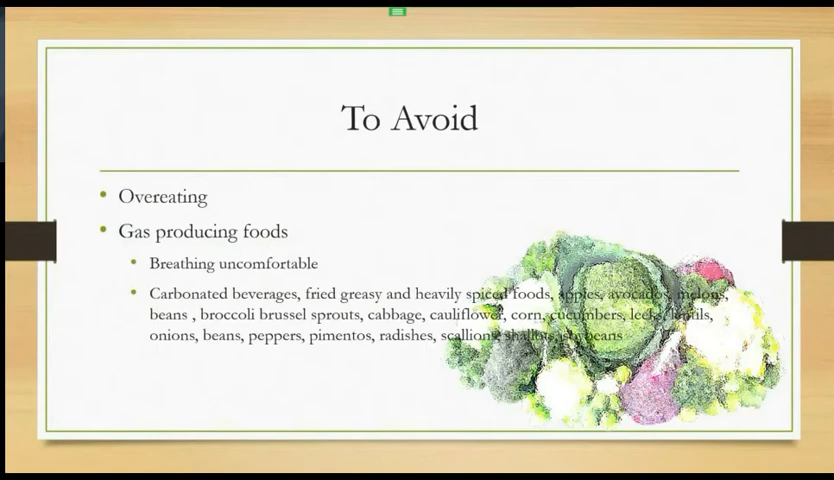 To Avoid
Overeating
Gas producing foods
Breathing uncomfortable
Carbonated beverages, fried greasy and heavily spiced foods, apples, avocados, melons,
beans , broccoli brussel sprouts, cabbage, cauliflower, corn, cucumbers, leeks, lentils,
onions, beans, peppers, pimentos, radishes, scallions, shallots, soybeans